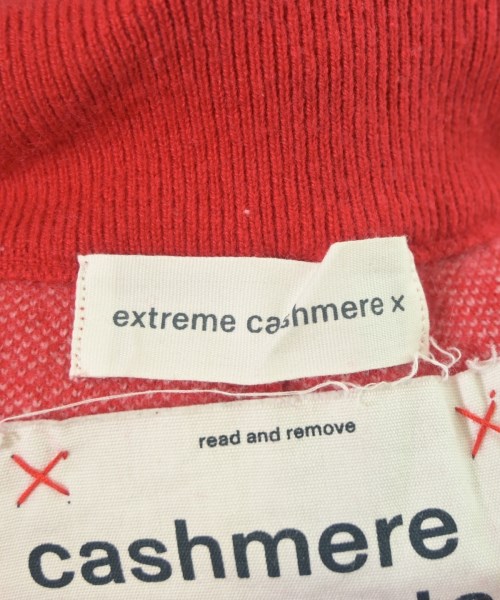 extreme cashmere x
read and remove
cashmere